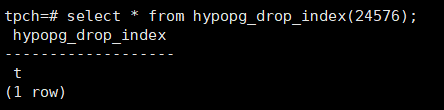 tpch=# select * from hypopg_drop_index(24576);
 hypopg_drop_index
-------------------
 t
(1 row)